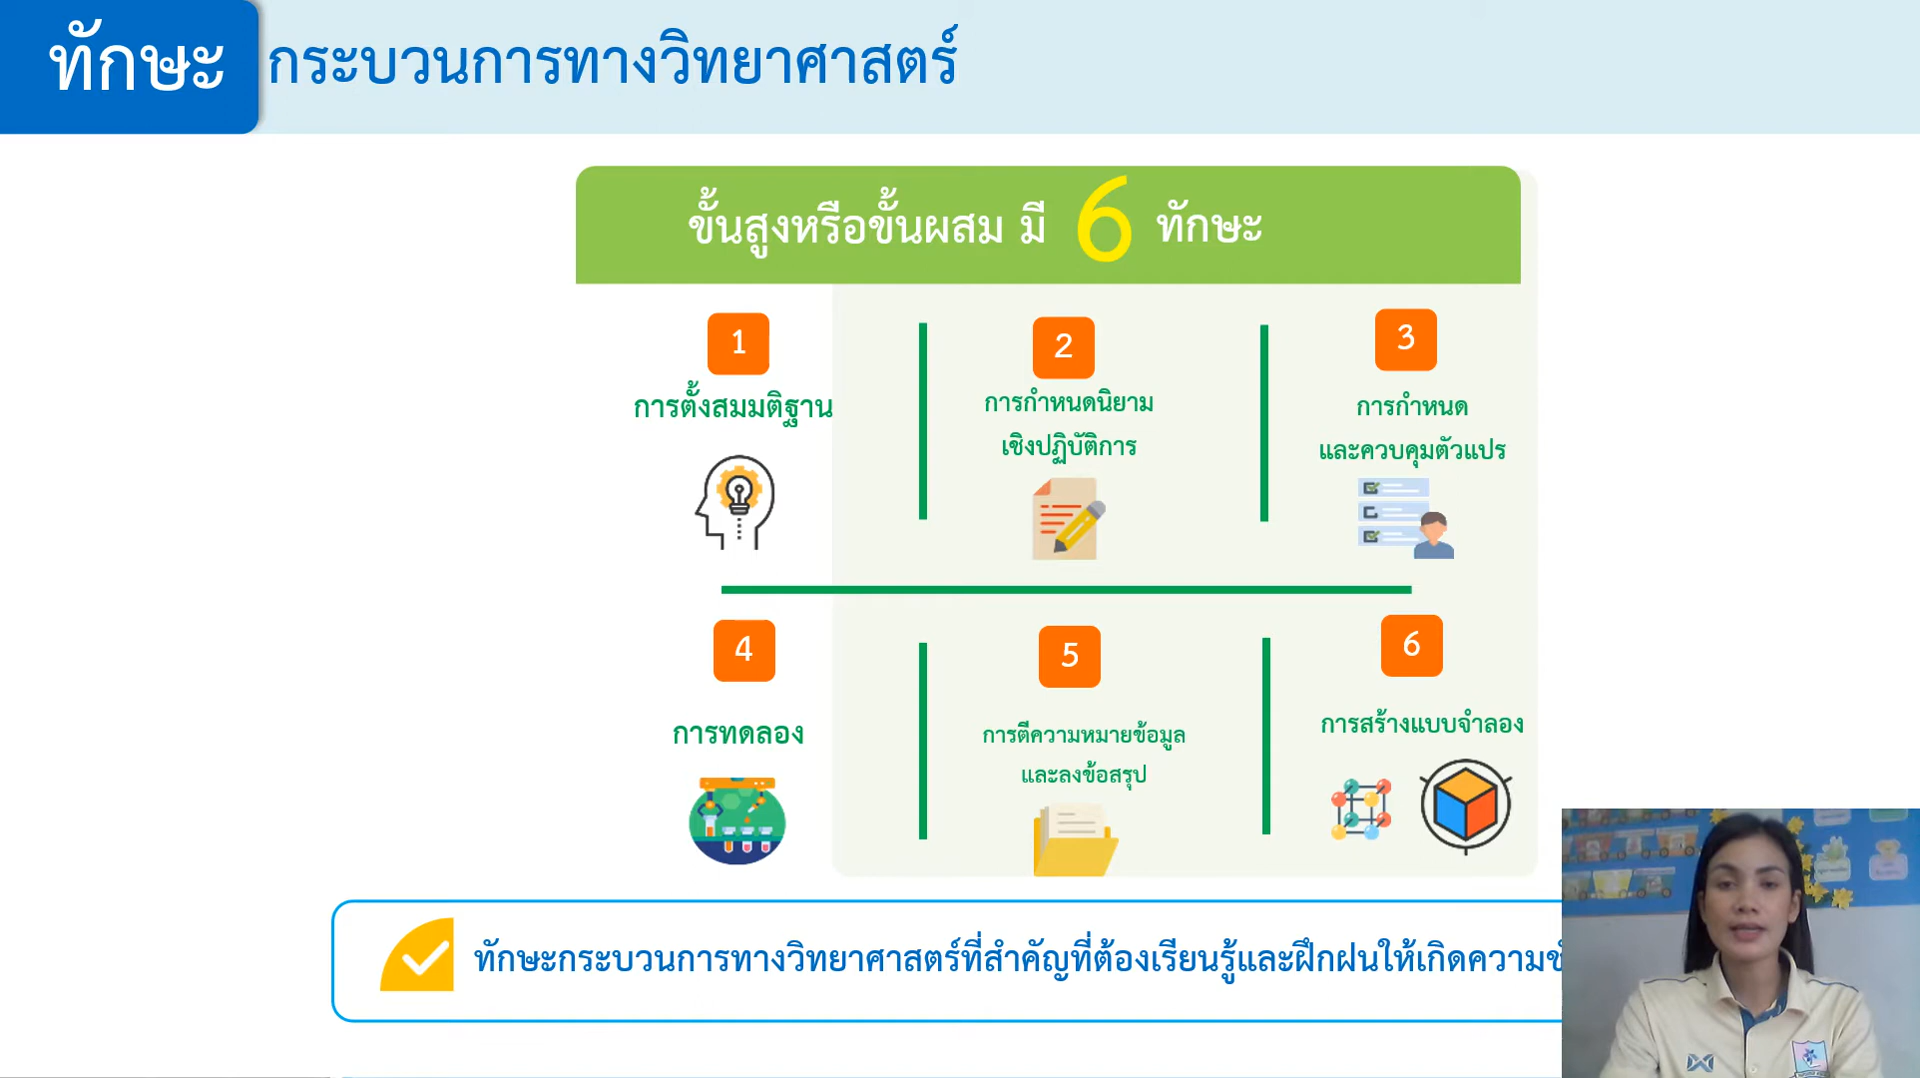 ทักษะ กระบวนการทางวิทยาศาสตร์
ขั้นสูงหรือขั้นผสม มี 6 ทักษะ
1
การตั้งสมมติฐาน
2
การกำหนดนิยาม
เชิงปฏิบัติการ
3
การกำหนด
และควบคุมตัวแปร
4
การทดลอง
5
การตีความหมายข้อมูล
และลงข้อสรุป
6
การสร้างแบบจำลอง
ทักษะกระบวนการทางวิทยาศาสตร์ที่สำคัญที่ต้องเรียนรู้และฝึกฝนให้เกิดความ